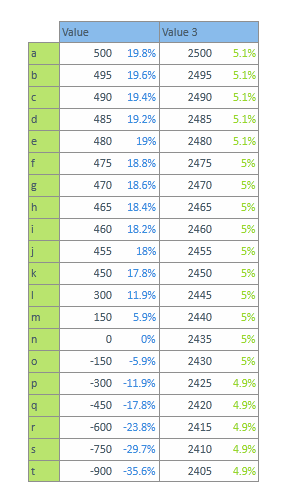 Value Value 3
a 500 19.8% 2500 5.1%
b 495 19.6% 2495 5.1%
c 490 19.4% 2490 5.1%
d 485 19.2% 2485 5.1%
e 480 19% 2480 5.1%
f 475 18.8% 2475 5%
g 470 18.6% 2470 5%
h 465 18.4% 2465 5%
i 460 18.2% 2460 5%
j 455 18% 2455 5%
k 450 17.8% 2450 5%
l 300 11.9% 2445 5%
m 150 5.9% 2440 5%
n 0 0% 2435 5%
o -150 -5.9% 2430 5%
p -300 -11.9% 2425 4.9%
q -450 -17.8% 2420 4.9%
r -600 -23.8% 2415 4.9%
s -750 -29.7% 2410 4.9%
t -900 -35.6% 2405 4.9%